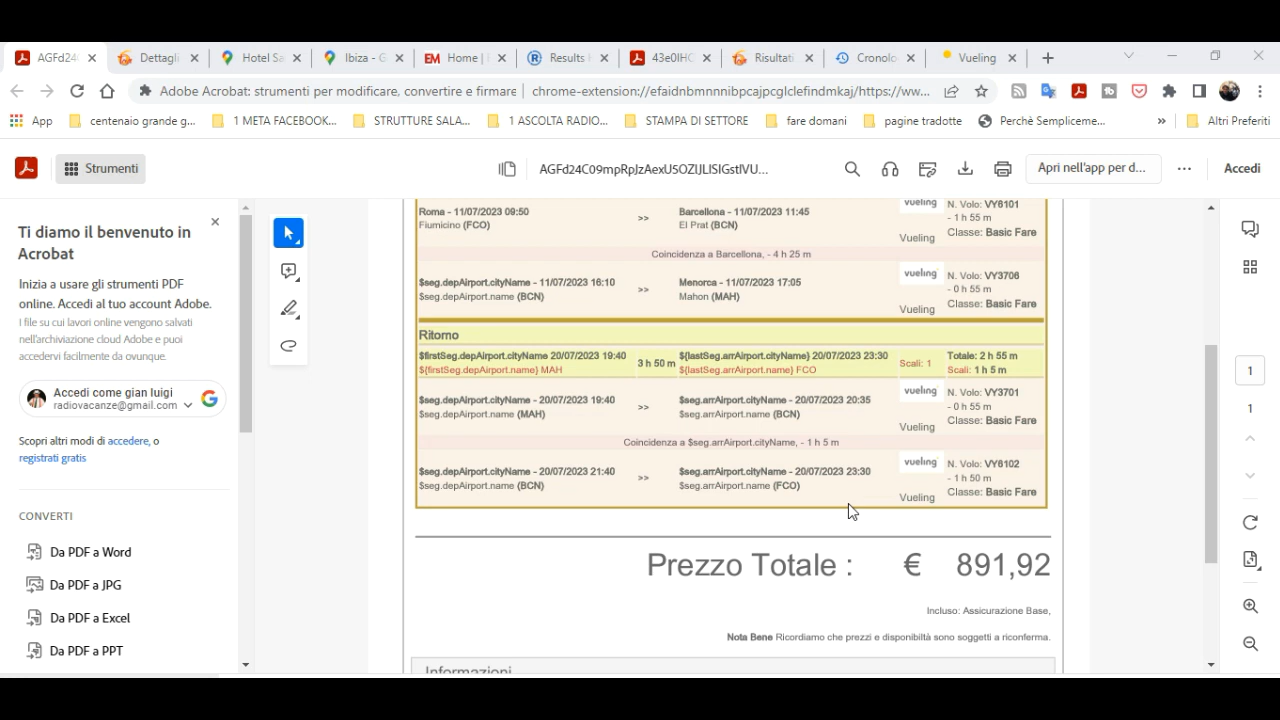 AGFd24
Dettagli
Hotel Sa
Ibiza - G
EM Home |
Results
43e0IHC
Risultati
Cronolo
Vueling
Adobe Acrobat: strumenti per modificare, convertire e firmare | chrome-extension://efaidnbmnnnibpcajpcglclefindmkaj/https://ww...
App
centenaio grande g...
1 META FACEBOOK...
STRUTTURE SALA...
1 ASCOLTA RADIO...
STAMPA DI SETTORE
fare domani
pagine tradotte
Perchè Sempliceme...
»
Altri Preferiti
Strumenti
AGFd24C09mpRpJzAexUSOZIJLISIGstIVU...
Apri nell'app per d...
Accedi
Ti diamo il benvenuto in
Acrobat
Inizia a usare gli strumenti PDF
online. Accedi al tuo account Adobe.
I file su cui lavori online vengono salvati
nell'archiviazione cloud Adobe e puoi
accedervi facilmente da ovunque.
Accedi come gian luigi
radiovacanze@gmail.com
Scopri altri modi di accedere, o
registrati gratis
CONVERTI
Da PDF a Word
Da PDF a JPG
Da PDF a Excel
Da PDF a PPT
Roma - 11/07/2023 09:50 >> Barcellona - 11/07/2023 11:45 vueling N. Volo: VY6101
Fiumicino (FCO) El Prat (BCN) - 1 h 55 m
Vueling Classe: Basic Fare
Coincidenza a Barcellona, - 4 h 25 m
$seg.depAirport.cityName - 11/07/2023 16:10 >> Menorca - 11/07/2023 17:05 vueling N. Volo: VY3706
$seg.depAirport.name (BCN) Mahon (MAH) - 0 h 55 m
Vueling Classe: Basic Fare
Ritorno
$firstSeg.depAirport.cityName 20/07/2023 19:40 3 h 50 m ${lastSeg.arrAirport.cityName} 20/07/2023 23:30 Scali: 1 Totale: 2 h 55 m
${firstSeg.depAirport.name} MAH ${lastSeg.arrAirport.name} FCO Scali: 1 h 5 m
$seg.depAirport.cityName - 20/07/2023 19:40 >> $seg.arrAirport.cityName - 20/07/2023 20:35 vueling N. Volo: VY3701
$seg.depAirport.name (MAH) $seg.arrAirport.name (BCN) - 0 h 55 m
Vueling Classe: Basic Fare
Coincidenza a $seg.arrAirport.cityName, - 1 h 5 m
$seg.depAirport.cityName - 20/07/2023 21:40 >> $seg.arrAirport.cityName - 20/07/2023 23:30 vueling N. Volo: VY6102
$seg.depAirport.name (BCN) $seg.arrAirport.name (FCO) - 1 h 50 m
Vueling Classe: Basic Fare
Prezzo Totale : € 891,92
Incluso: Assicurazione Base,
Nota Bene Ricordiamo che prezzi e disponibiltà sono soggetti a riconferma.
Informazioni
1
1